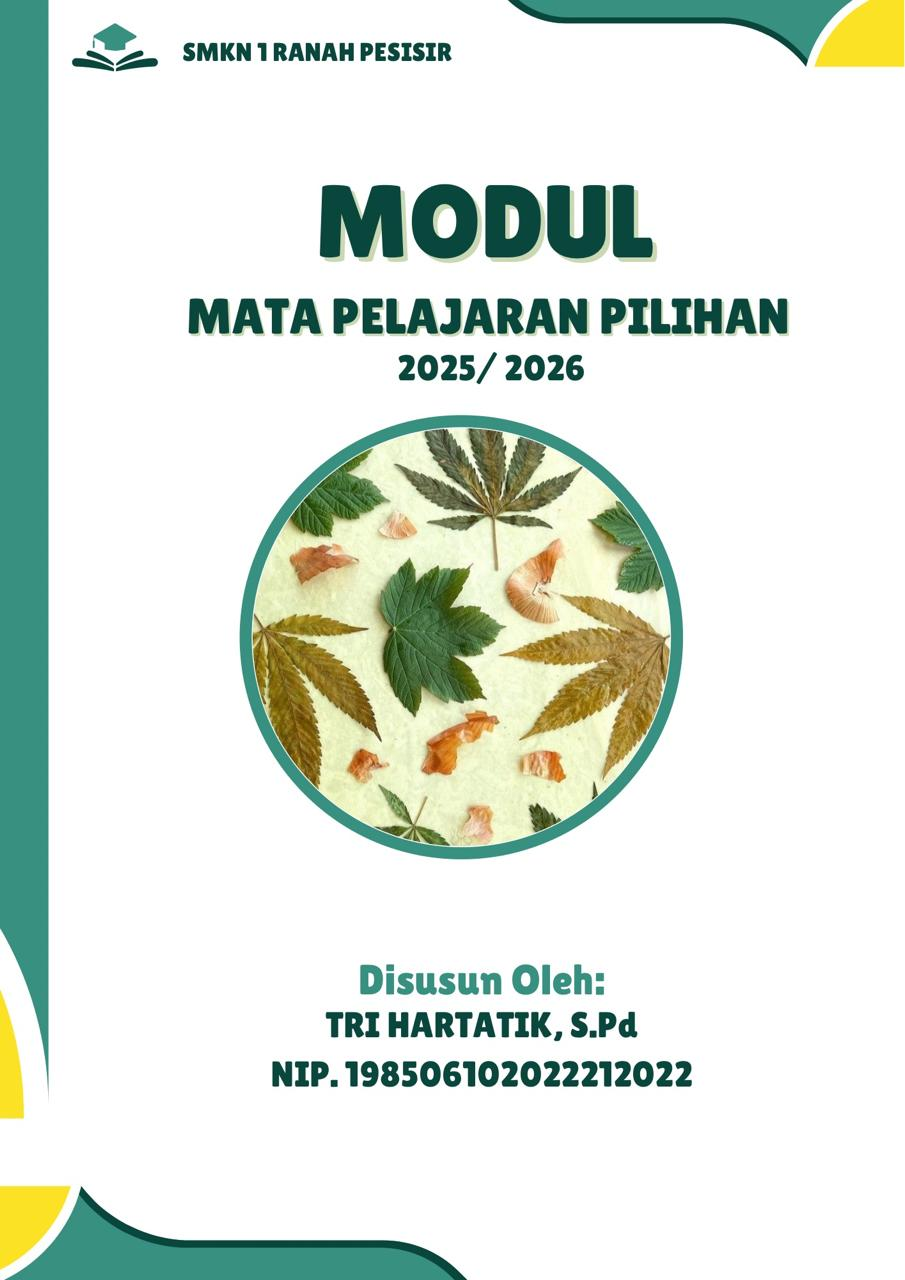 SMKN 1 RANAH PESISIR
MODUL
MATA PELAJARAN PILIHAN
2025/ 2026
Disusun Oleh:
TRI HARTATIK, S.Pd
NIP. 198506102022212022